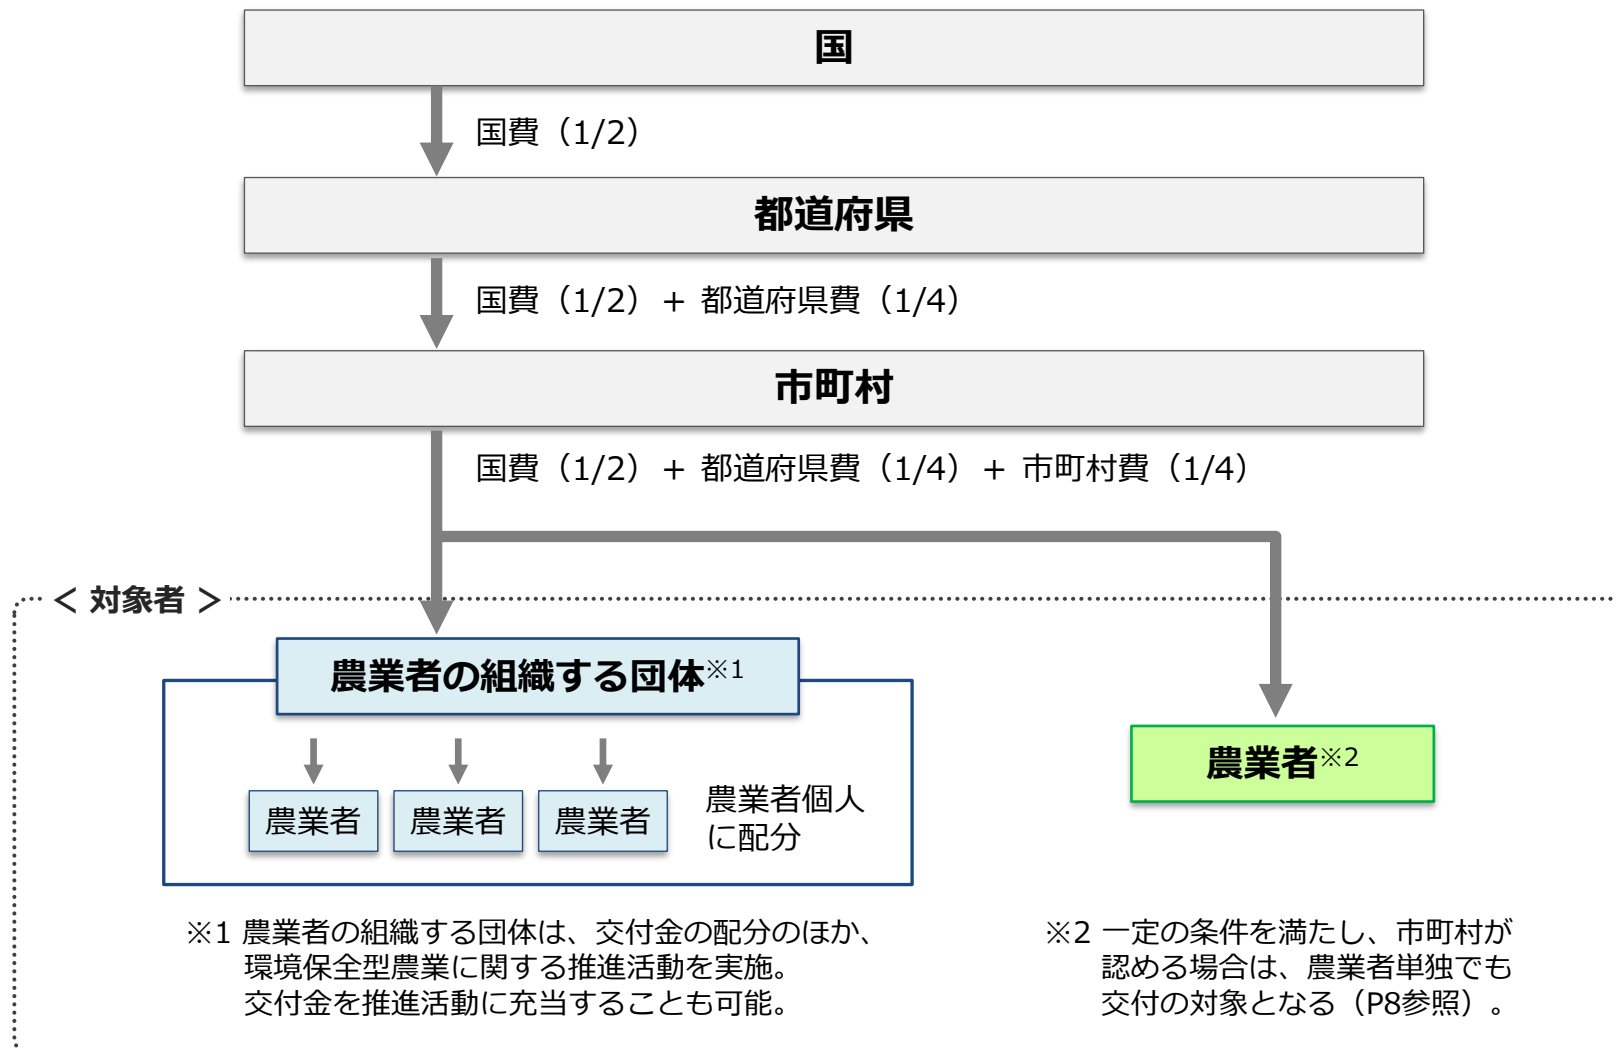 国
国費（1/2）
都道府県
国費（1/2）＋ 都道府県費（1/4）
市町村
国費（1/2）＋ 都道府県費（1/4）＋ 市町村費（1/4）
＜ 対象者 ＞
農業者の組織する団体※1
農業者
農業者
農業者
農業者個人
に配分
農業者※2
※1 農業者の組織する団体は、交付金の配分のほか、
環境保全型農業に関する推進活動を実施。
交付金を推進活動に充当することも可能。
※2 一定の条件を満たし、市町村が
認める場合は、農業者単独でも
交付の対象となる（P8参照）。